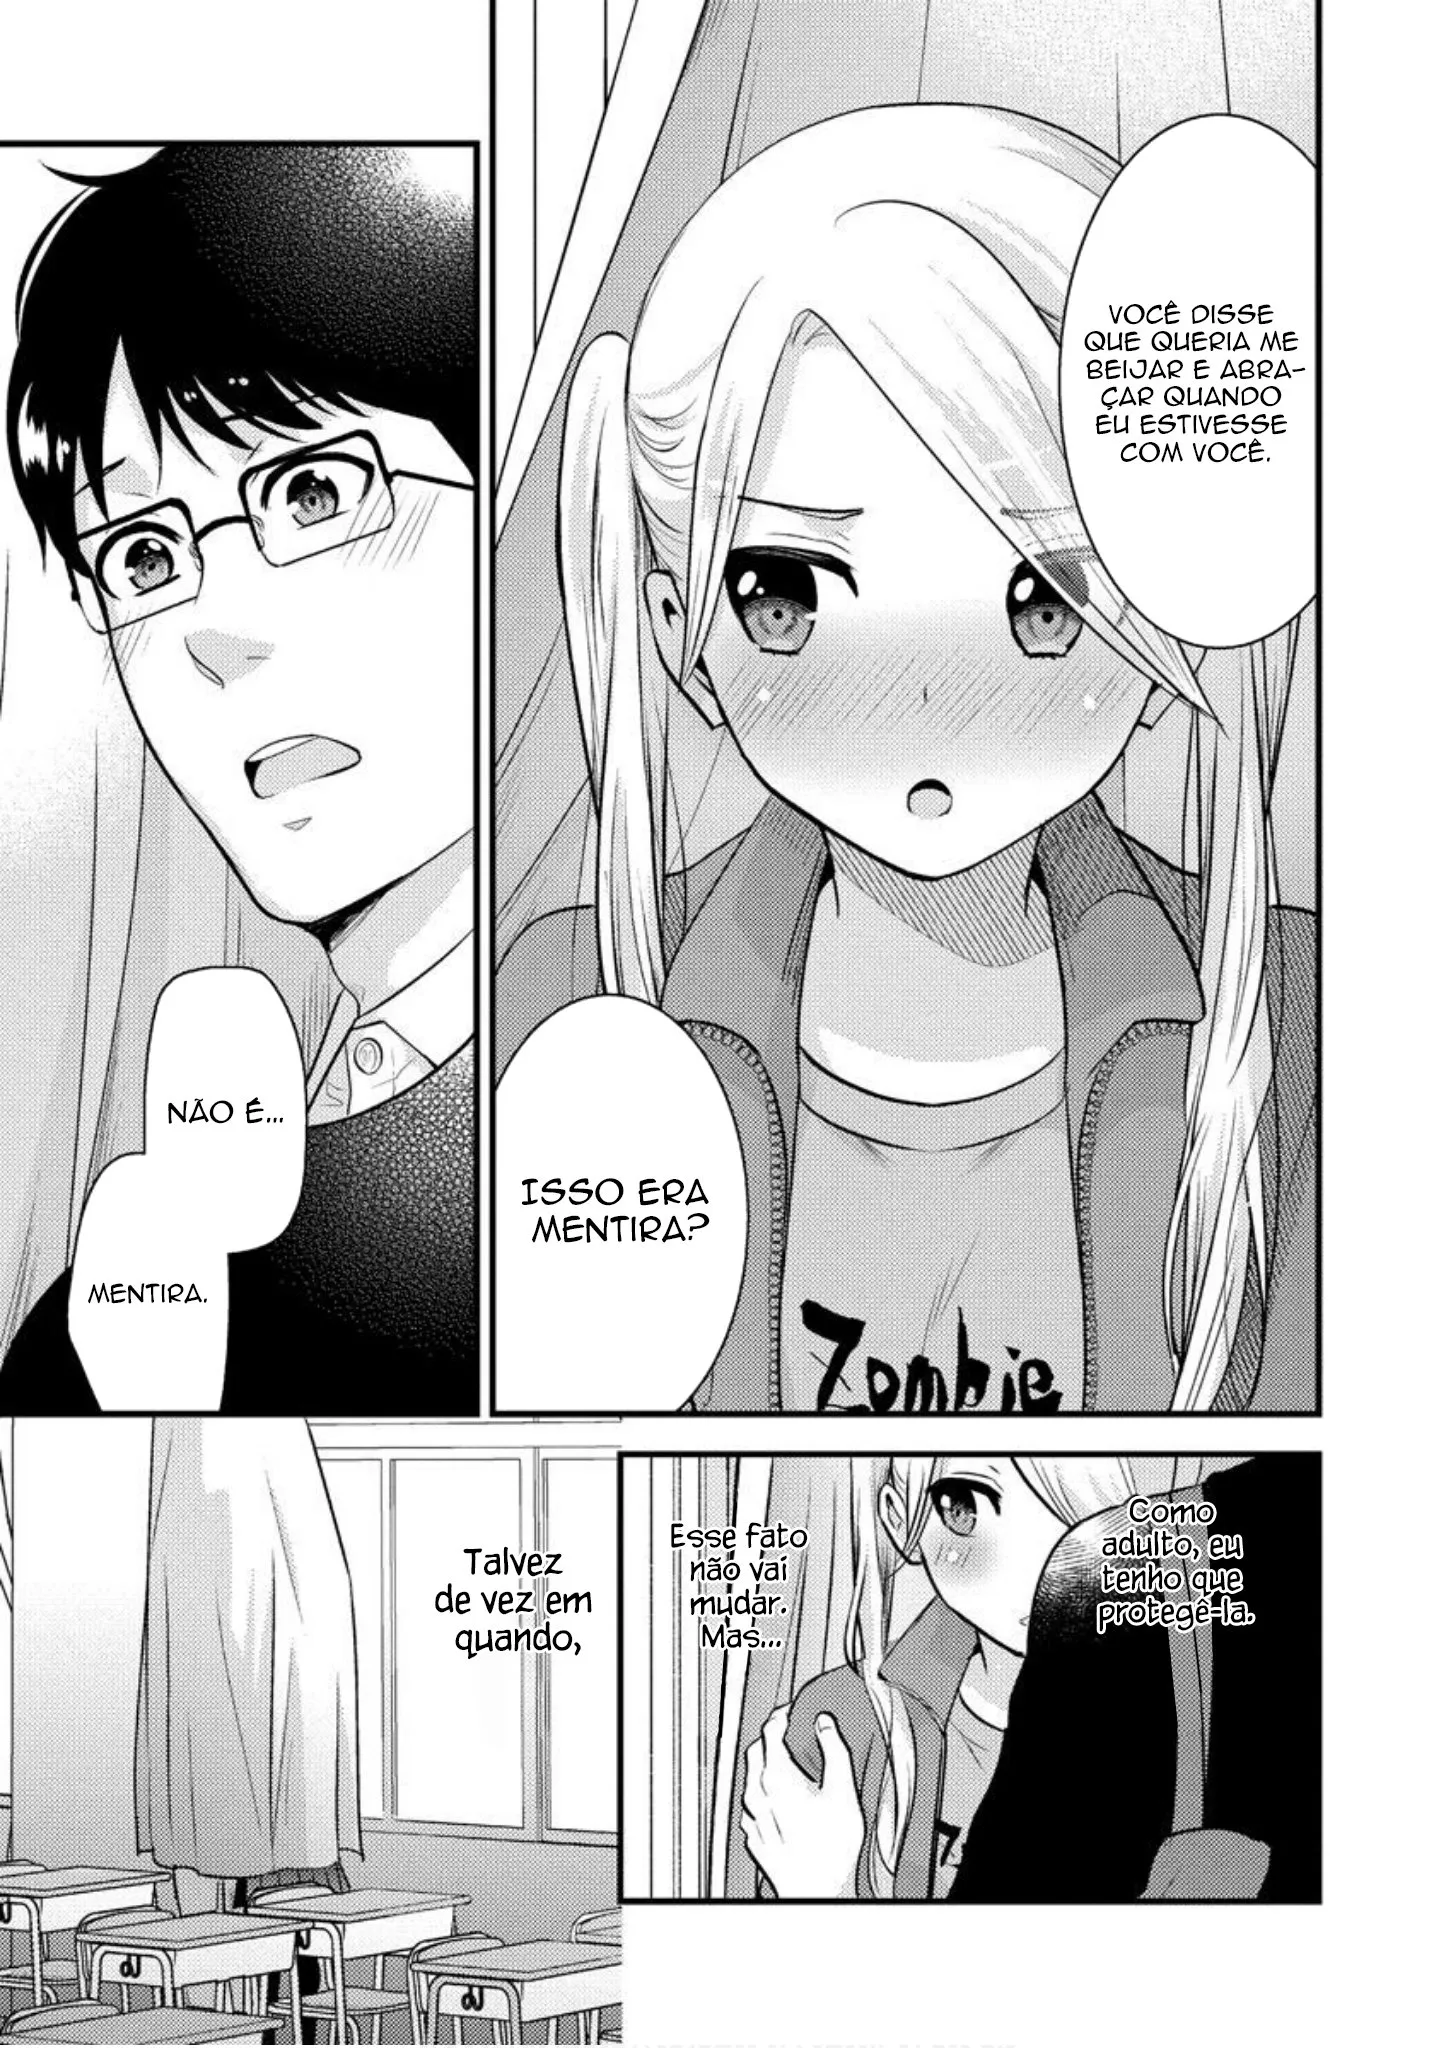 VOCÊ DISSE
QUE QUERIA ME
BEIJAR E ABRA-
ÇAR QUANDO
EU ESTIVESSE
COM VOCÊ.
ISSO ERA
MENTIRA?
Zombie
NÃO É...
MENTIRA.
Como
adulto, eu
tenho que
protegê-la.
Esse fato
não vai
mudar.
Mas...
Zo
Talvez
de vez em
quando,